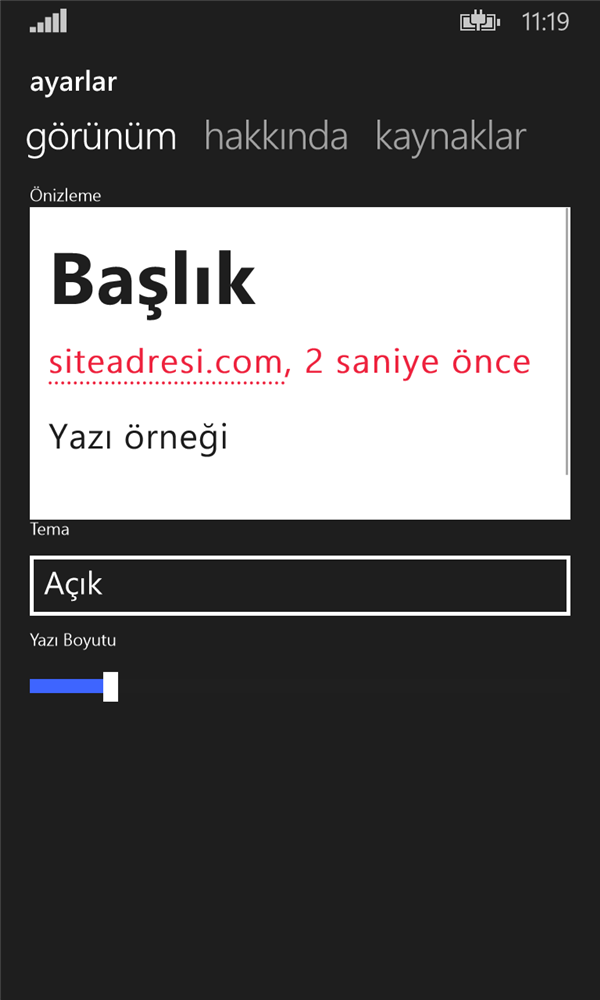 11:19
ayarlar
görünüm hakkında kaynaklar
Önizleme
Başlık
siteadresi.com, 2 saniye önce
Yazı örneği
Tema
Açık
Yazı Boyutu